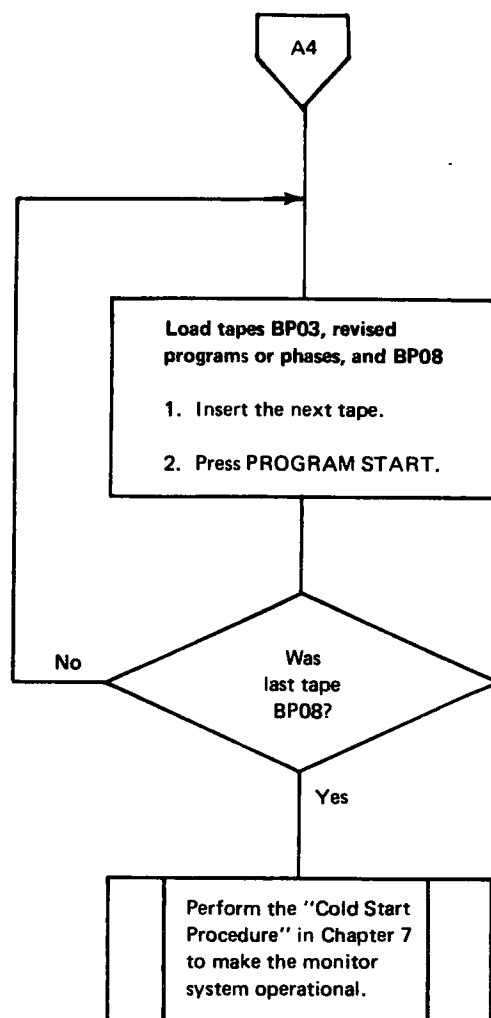 A4
Load tapes BP03, revised
programs or phases, and BP08
1. Insert the next tape.
2. Press PROGRAM START.
No
Was
last tape
BP08?
Yes
Perform the "Cold Start
Procedure" in Chapter 7
to make the monitor
system operational.